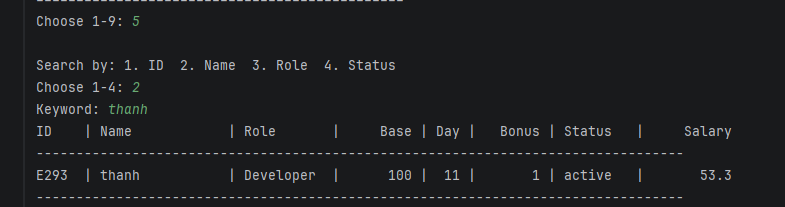 ----------------------------------------------
Choose 1-9: 5
Search by: 1. ID  2. Name  3. Role  4. Status
Choose 1-4: 2
Keyword: thanh
ID    | Name            | Role       |     Base | Day |   Bonus | Status   |     Salary
---------------------------------------------------------------------------------
E293  | thanh           | Developer  |      100 |  11 |       1 | active   |       53.3
---------------------------------------------------------------------------------